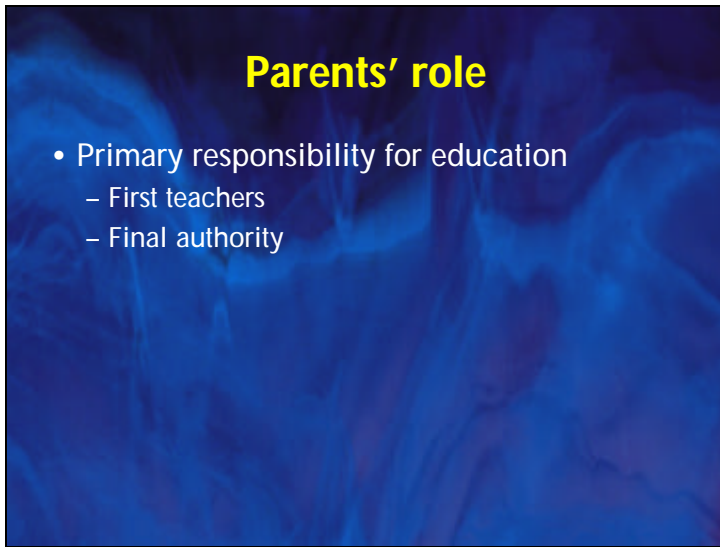 Parents’ role
• Primary responsibility for education
– First teachers
– Final authority